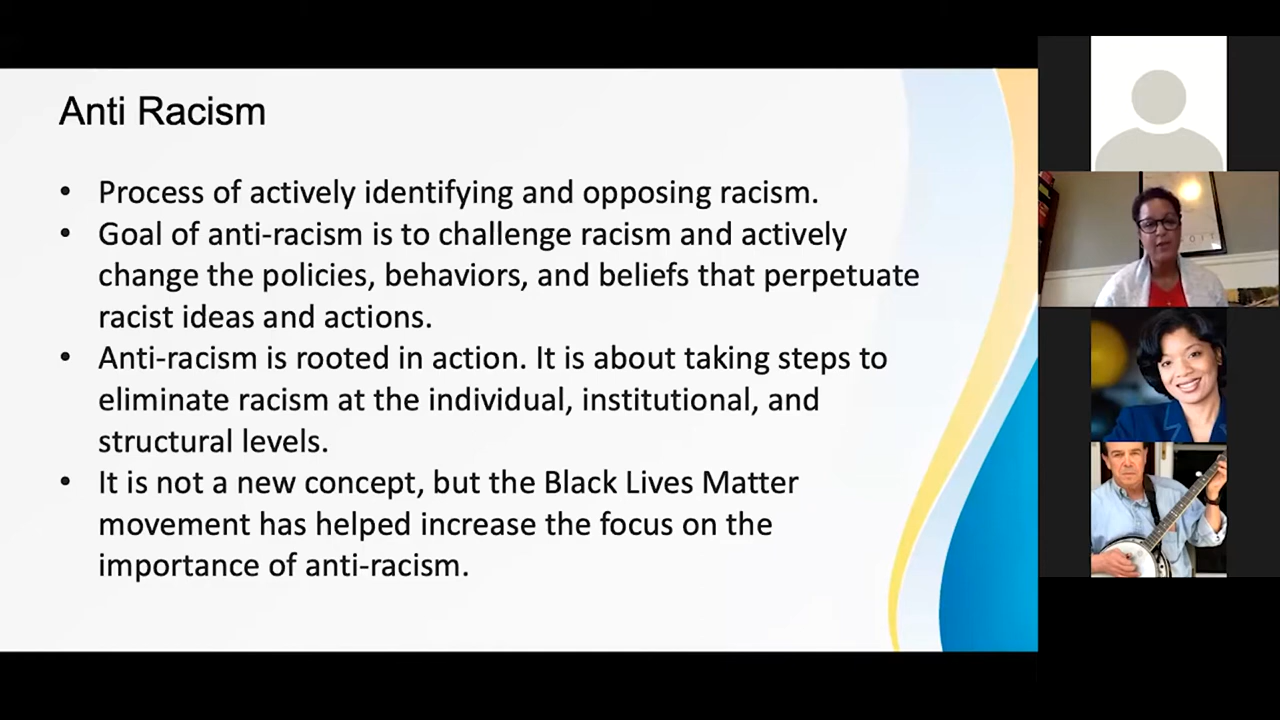 Anti Racism
• Process of actively identifying and opposing racism.
• Goal of anti-racism is to challenge racism and actively
change the policies, behaviors, and beliefs that perpetuate
racist ideas and actions.
• Anti-racism is rooted in action. It is about taking steps to
eliminate racism at the individual, institutional, and
structural levels.
• It is not a new concept, but the Black Lives Matter
movement has helped increase the focus on the
importance of anti-racism.